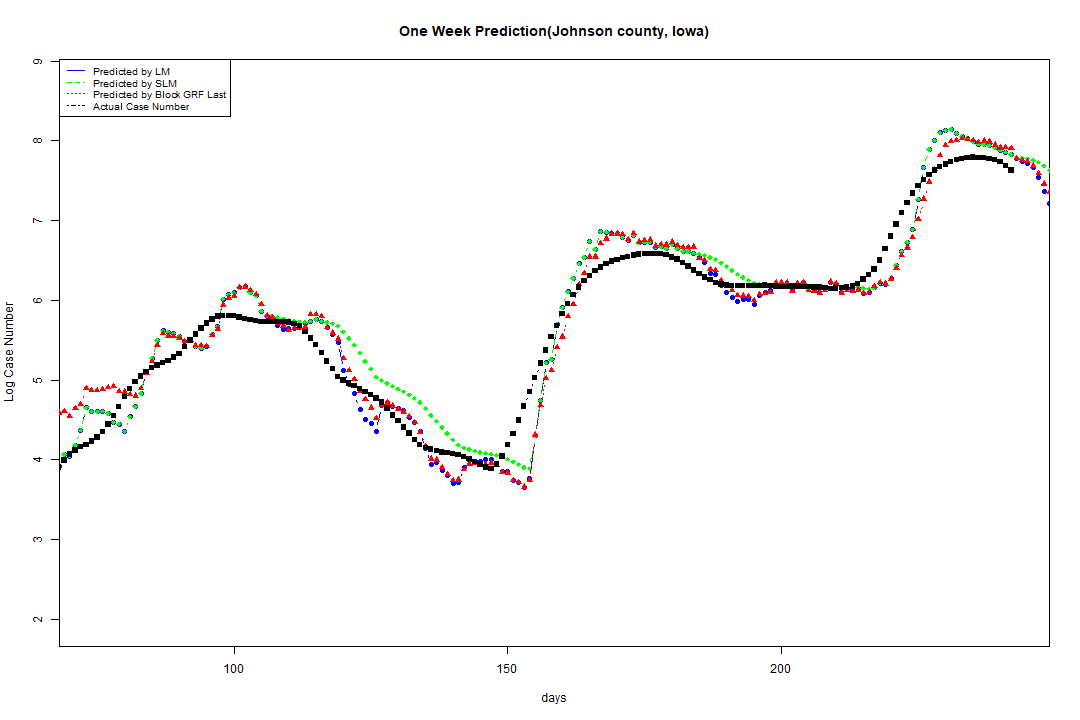 One Week Prediction(Johnson county, Iowa)
Predicted by LM
Predicted by SLM
Predicted by Block GRF Last
Actual Case Number
Log Case Number
9
8
7
6
5
4
3
2
100 150 200
days